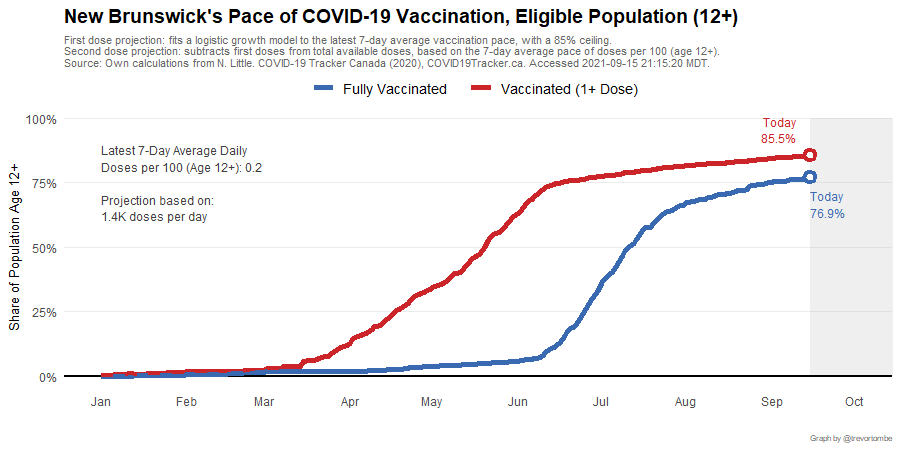 New Brunswick's Pace of COVID-19 Vaccination, Eligible Population (12+)
First dose projection: fits a logistic growth model to the latest 7-day average vaccination pace, with a 85% ceiling.
Second dose projection: subtracts first doses from total available doses, based on the 7-day average pace of doses per 100 (age 12+).
Source: Own calculations from N. Little. COVID-19 Tracker Canada (2020), COVID19Tracker.ca. Accessed 2021-09-15 21:15:20 MDT.
Fully Vaccinated
Vaccinated (1+ Dose)
Share of Population Age 12+
100%
75%
50%
25%
0%
Latest 7-Day Average Daily
Doses per 100 (Age 12+): 0.2
Projection based on:
1.4K doses per day
Today
85.5%
Today
76.9%
Jan Feb Mar Apr May Jun Jul Aug Sep Oct
Graph by @trevortombe